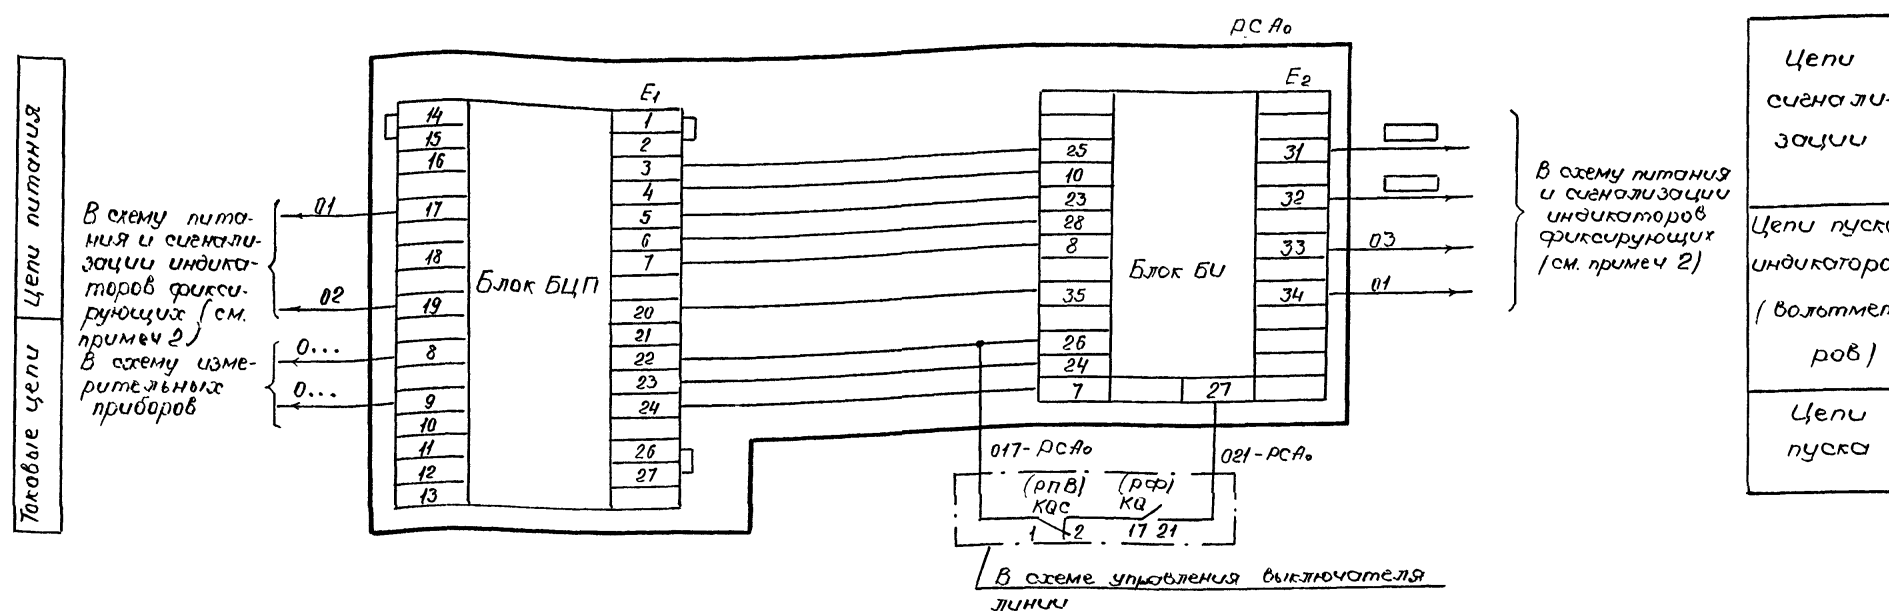 РСА₀
Цепи питания
Токовые цепи
В схему пита-
ния и сигнали-
зации индика-
торов фикси-
рующих (см.
примеч 2)
В схему изме-
рительных
приборов
01
02
0...
0...
14
15
16
17
18
19
8
9
10
11
12
13
Блок БЦП
E₁
1
2
3
4
5
6
7
20
21
22
23
24
26
27
25
10
23
28
8
35
26
24
7
Блок БИ
27
E₂
31
32
33
34
03
01
В схему питания
и сигнализации
индикаторов
фиксирующих
(см. примеч 2)
017-РСА₀
021-РСА₀
(РПВ) (РФ)
KQC KQ
1 2 17 21
В схеме управления выключателя
линии
Цепи
сигнали-
зации
Цепи пуска
индикаторо
(вольтмет
ров)
Цепи
пуска